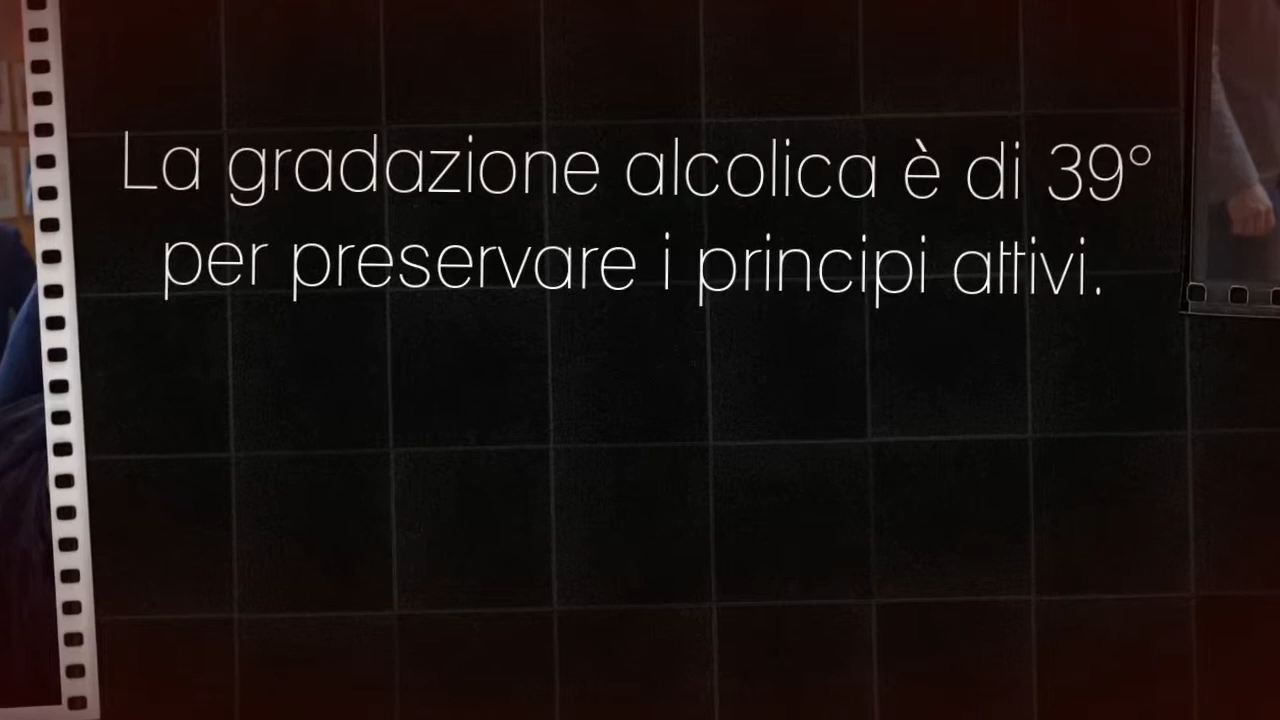 La gradazione alcolica è di 39°
per preservare i principi attivi.